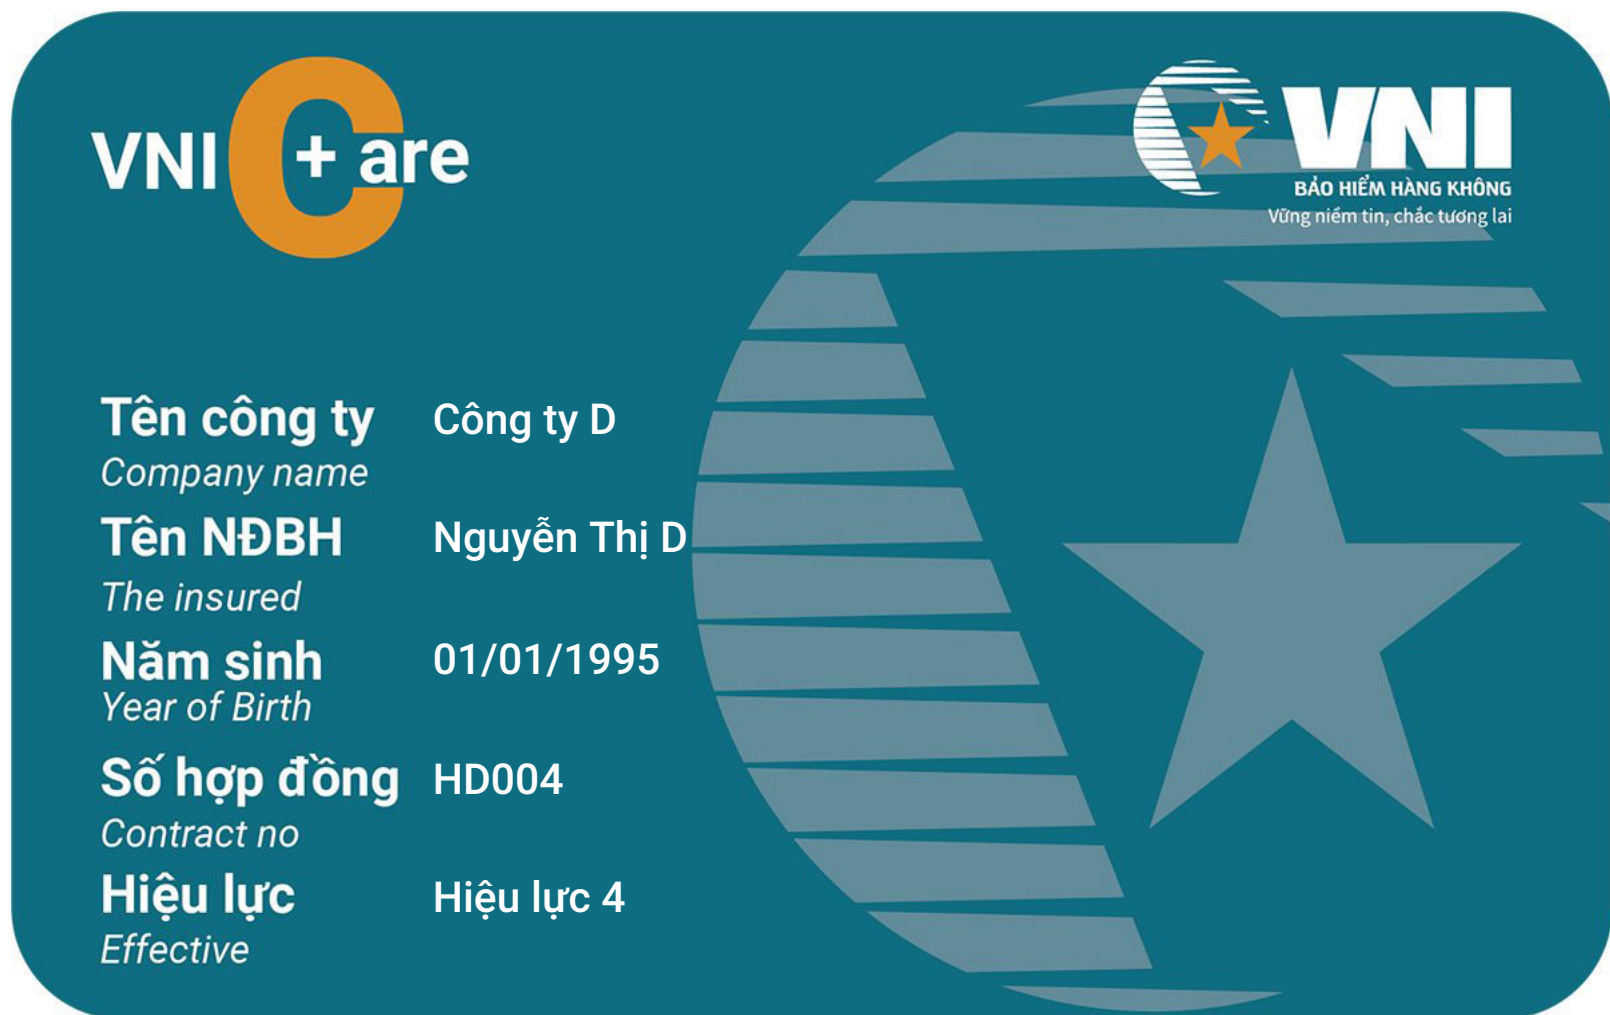 VNI C+are
VNI
BẢO HIỂM HÀNG KHÔNG
Vững niềm tin, chắc tương lai
Tên công ty Công ty D
Company name
Tên NĐBH Nguyễn Thị D
The insured
Năm sinh 01/01/1995
Year of Birth
Số hợp đồng HD004
Contract no
Hiệu lực Hiệu lực 4
Effective